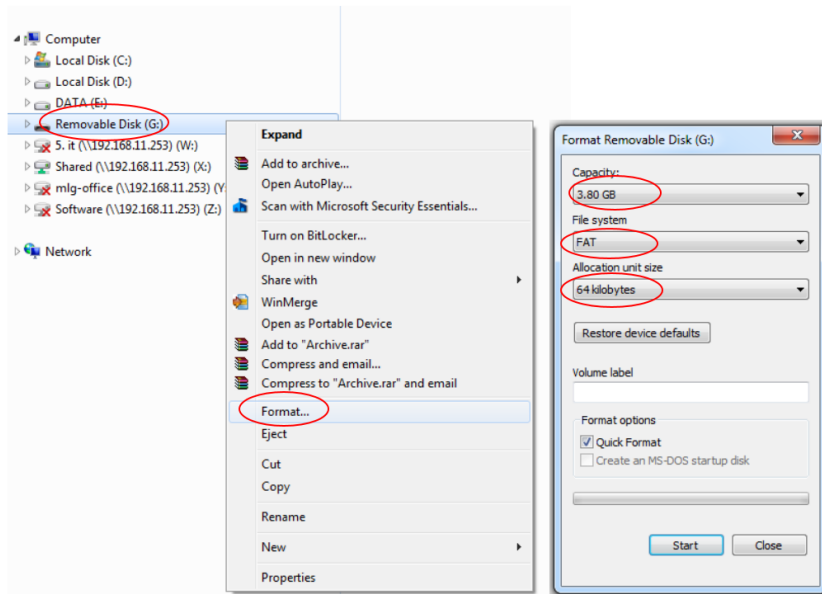 Computer
Local Disk (C:)
Local Disk (D:)
DATA (E:)
Removable Disk (G:)
5. it (\\192.168.11.253) (W:)
Shared (\\192.168.11.253) (X:)
mlg-office (\\192.168.11.253) (Y:
Software (\\192.168.11.253) (Z:)
Network
Expand
Add to archive...
Open AutoPlay...
Scan with Microsoft Security Essentials...
Turn on BitLocker...
Open in new window
Share with
WinMerge
Open as Portable Device
Add to "Archive.rar"
Compress and email...
Compress to "Archive.rar" and email
Format...
Eject
Cut
Copy
Rename
New
Properties
Format Removable Disk (G:)
Capacity:
3.80 GB
File system
FAT
Allocation unit size
64 kilobytes
Restore device defaults
Volume label
Format options
Quick Format
Create an MS-DOS startup disk
Start
Close